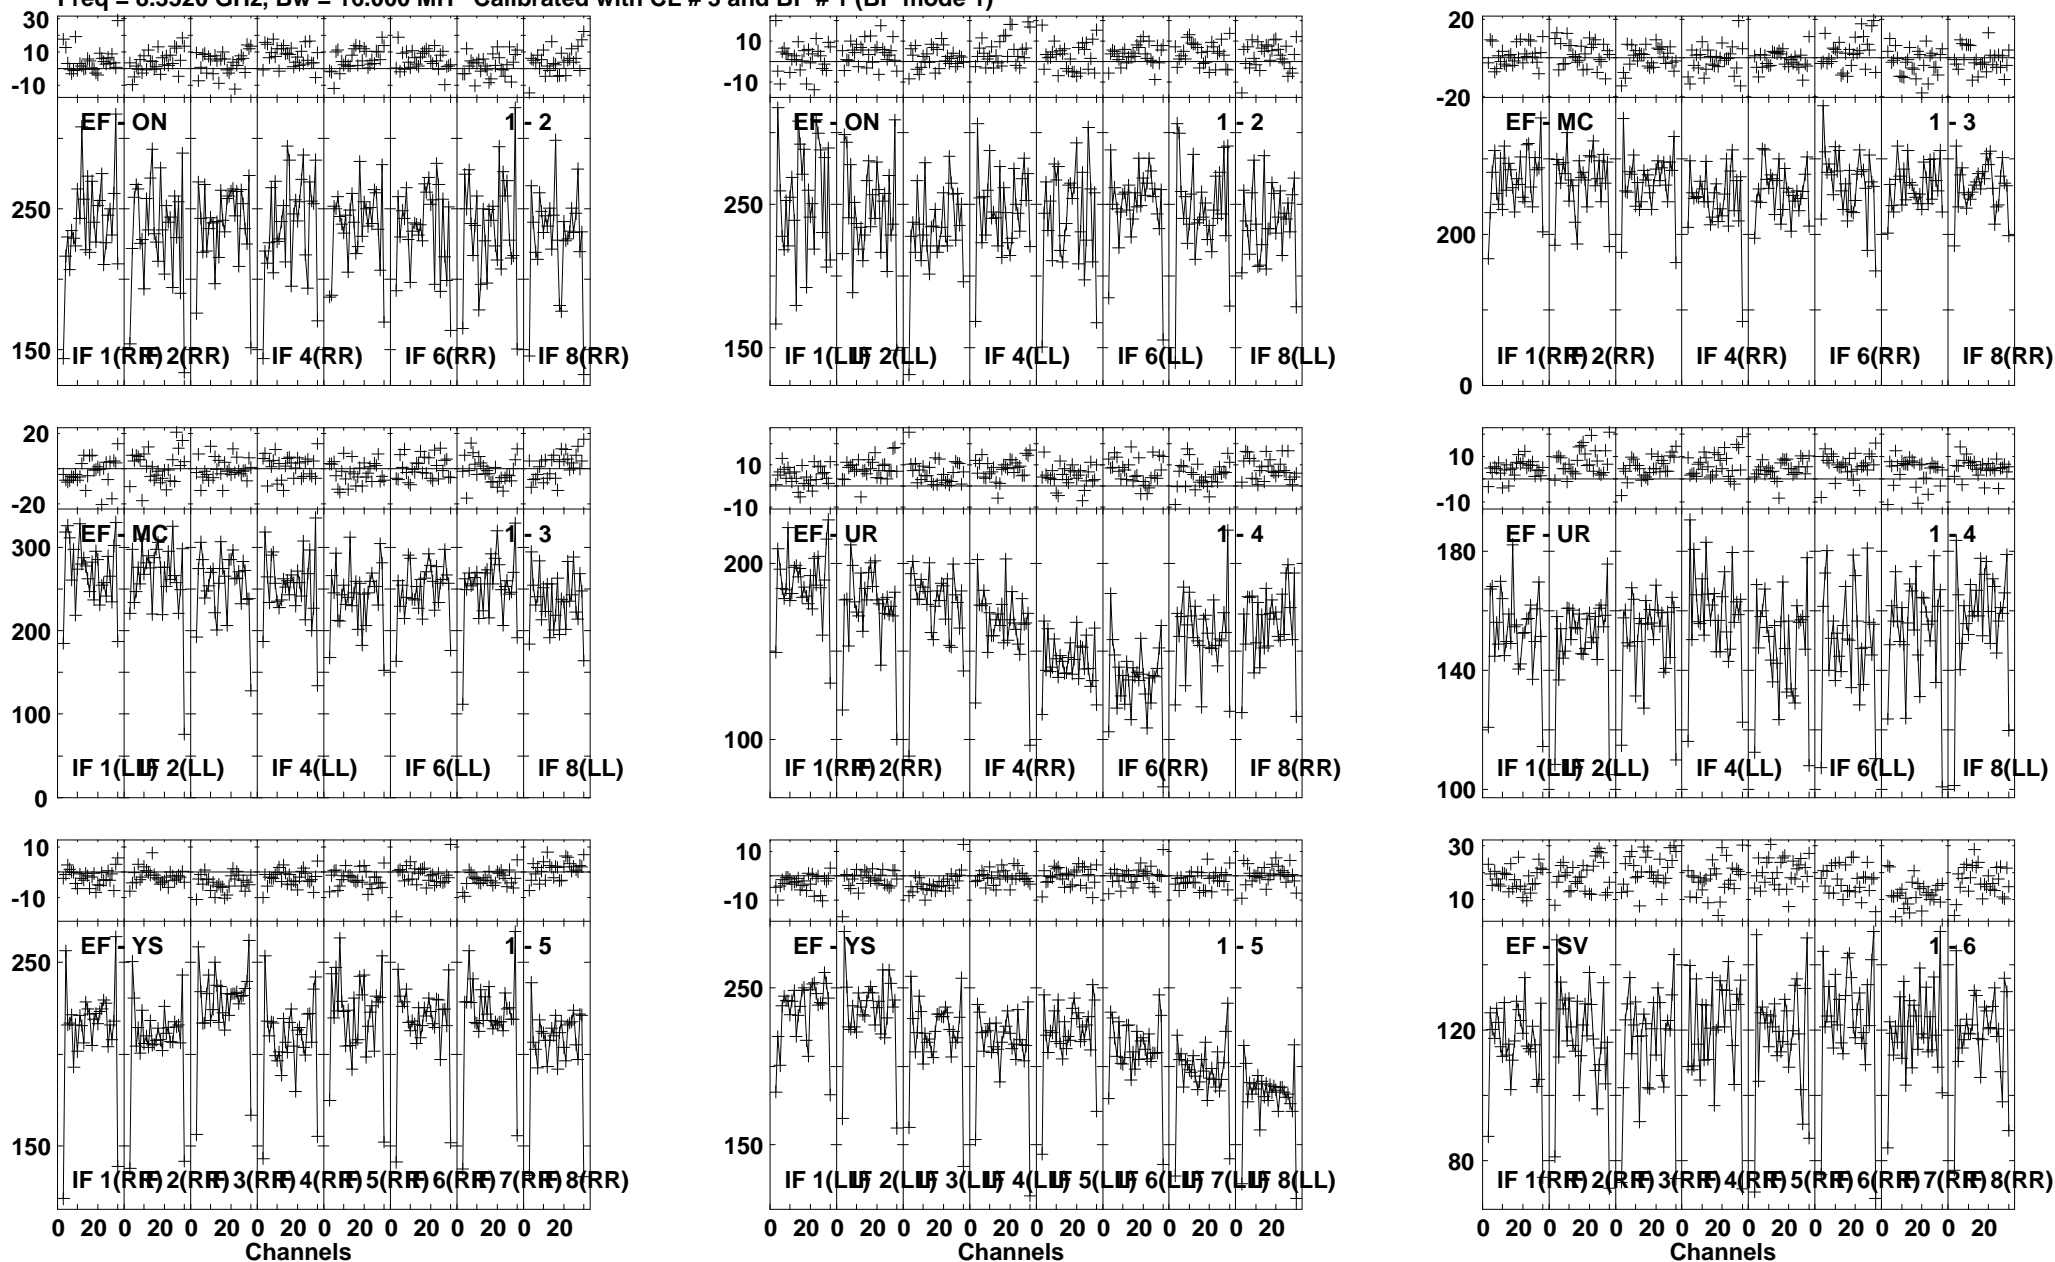 Freq = 8.3520 GHz, Bw = 16.000 MH Calibrated with CL # 3 and BP # 1 (BP mode 1)
30
10
-10
EF - ON 1 - 2
250
150
IF 1(RR) IF 2(RR) IF 4(RR) IF 6(RR) IF 8(RR)
10
-10
EF - ON 1 - 2
250
150
IF 1(LL) IF 2(LL) IF 4(LL) IF 6(LL) IF 8(LL)
20
-20
EF - MC 1 - 3
200
0
IF 1(RR) IF 2(RR) IF 4(RR) IF 6(RR) IF 8(RR)
20
-20
EF - MC 1 - 3
300
200
100
0
IF 1(LL) IF 2(LL) IF 4(LL) IF 6(LL) IF 8(LL)
10
-10
EF - UR 1 - 4
200
100
IF 1(RR) IF 2(RR) IF 4(RR) IF 6(RR) IF 8(RR)
10
-10
EF - UR 1 - 4
180
140
100
IF 1(LL) IF 2(LL) IF 4(LL) IF 6(LL) IF 8(LL)
10
-10
EF - YS 1 - 5
250
150
IF 1(RR) IF 2(RR) IF 3(RR) IF 4(RR) IF 5(RR) IF 6(RR) IF 7(RR) IF 8(RR)
0 20 0 20 0 20 0 20 0 20 0 20 0 20 0 20
Channels
10
-10
EF - YS 1 - 5
250
150
IF 1(LL) IF 2(LL) IF 3(LL) IF 4(LL) IF 5(LL) IF 6(LL) IF 7(LL) IF 8(LL)
0 20 0 20 0 20 0 20 0 20 0 20 0 20 0 20
Channels
30
10
EF - SV 1 - 6
120
80
IF 1(RR) IF 2(RR) IF 3(RR) IF 4(RR) IF 5(RR) IF 6(RR) IF 7(RR) IF 8(RR)
0 20 0 20 0 20 0 20 0 20 0 20 0 20 0 20
Channels